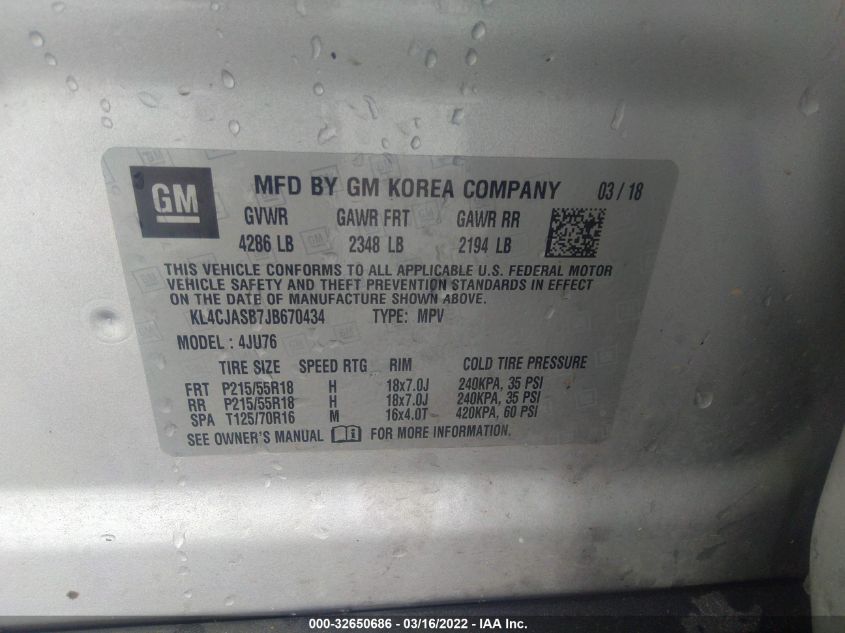 GM MFD BY GM KOREA COMPANY 03/18
GVWR GAWR FRT GAWR RR
4286 LB 2348 LB 2194 LB
THIS VEHICLE CONFORMS TO ALL APPLICABLE U.S. FEDERAL MOTOR
VEHICLE SAFETY AND THEFT PREVENTION STANDARDS IN EFFECT
ON THE DATE OF MANUFACTURE SHOWN ABOVE.
KL4CJASB7JB670434 TYPE: MPV
MODEL: 4JU76
TIRE SIZE SPEED RTG RIM COLD TIRE PRESSURE
FRT P215/55R18 H 18x7.0J 240KPA, 35 PSI
RR P215/55R18 H 18x7.0J 240KPA, 35 PSI
SPA T125/70R16 M 16x4.0T 420KPA, 60 PSI
SEE OWNER'S MANUAL FOR MORE INFORMATION.
000-32650686 - 03/16/2022 - IAA Inc.